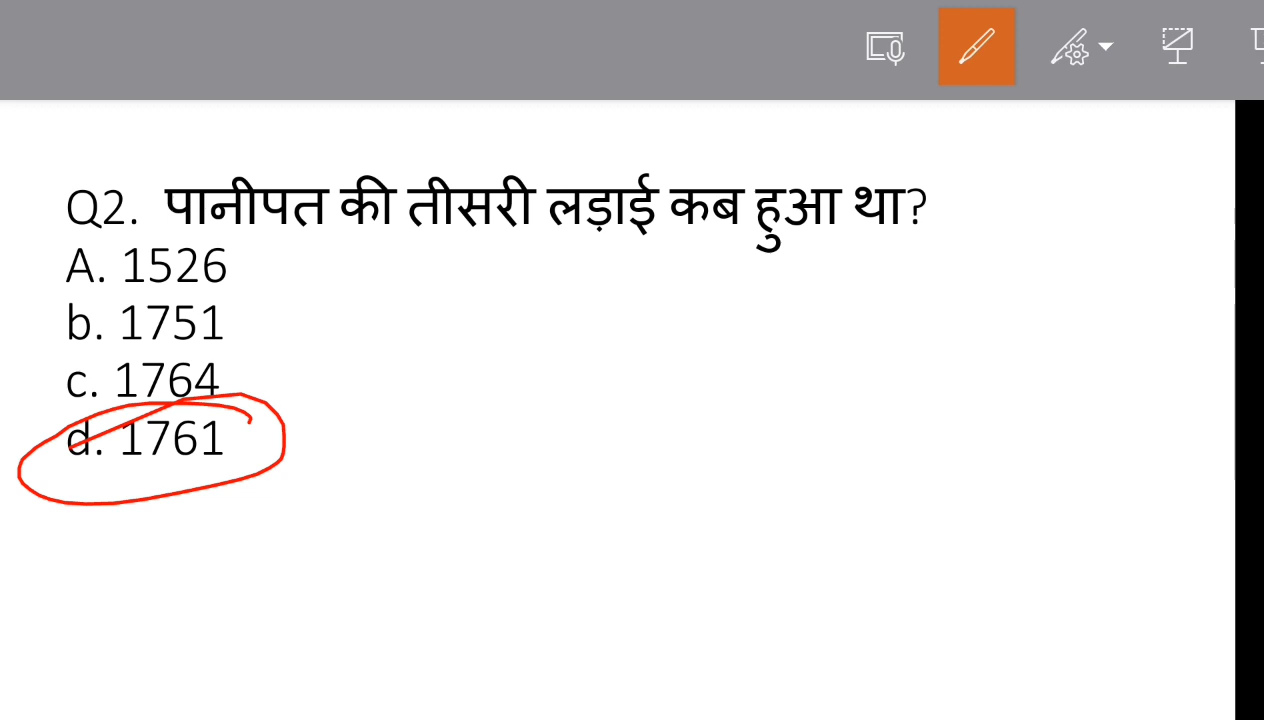 Q2. पानीपत की तीसरी लड़ाई कब हुआ था?
A. 1526
b. 1751
c. 1764
d. 1761